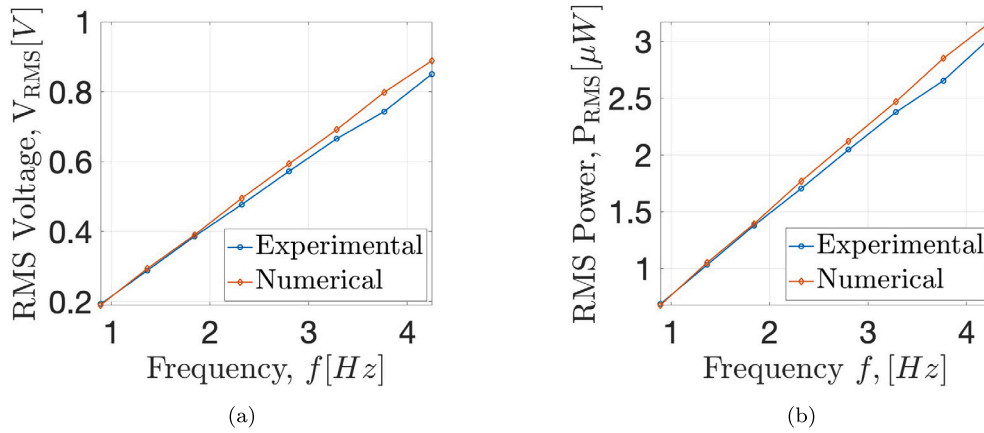 RMS Voltage, V_RMS[V]
1
0.8
0.6
0.4
0.2
Experimental
Numerical
1 2 3 4
Frequency, f[Hz]
(a)
RMS Power, P_RMS[μW]
3
2.5
2
1.5
1
Experimental
Numerical
1 2 3 4
Frequency f, [Hz]
(b)